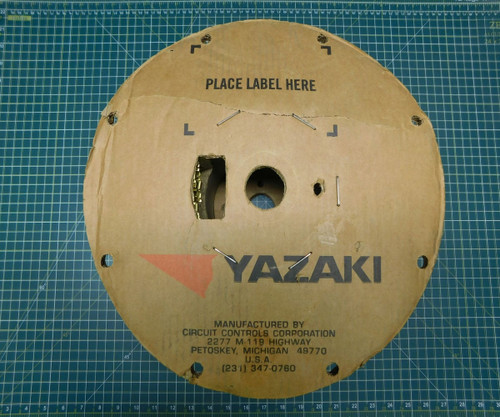 PLACE LABEL HERE
YAZAKI
MANUFACTURED BY
CIRCUIT CONTROLS CORPORATION
2277 M-119 HIGHWAY
PETOSKEY, MICHIGAN 49770
U.S.A.
(231) 347-0760